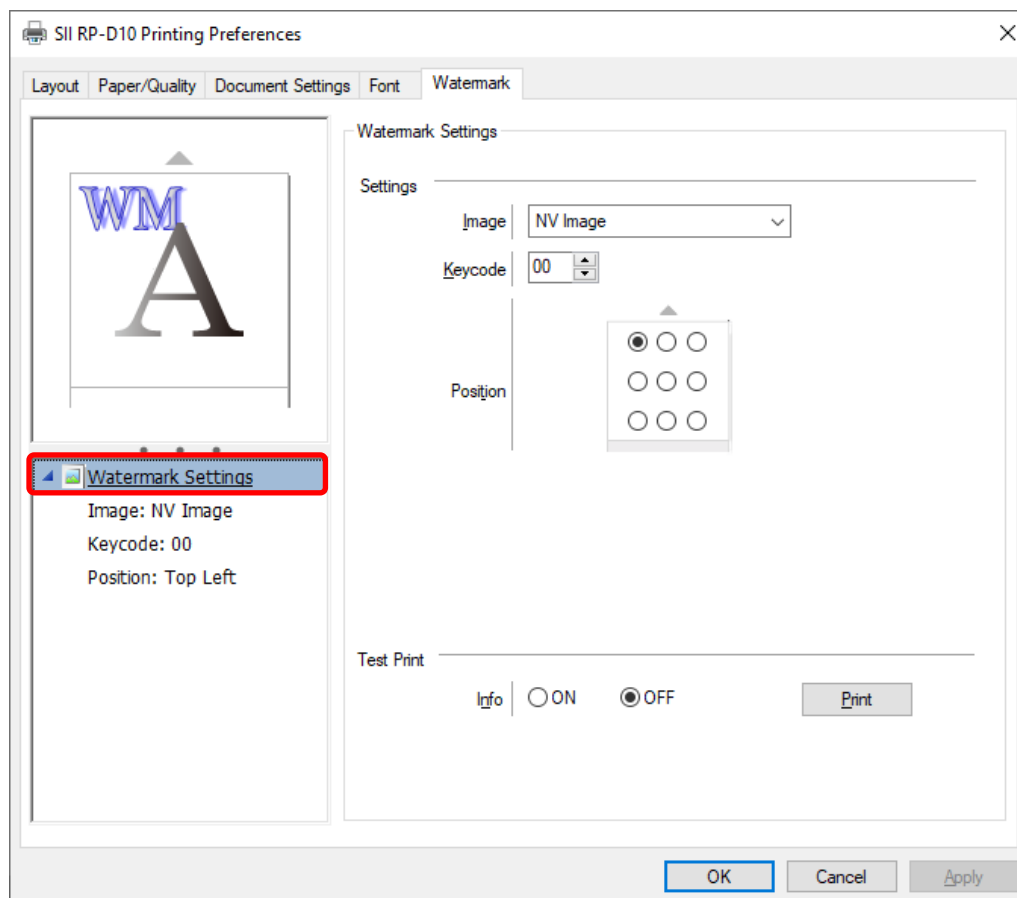 SII RP-D10 Printing Preferences
Layout Paper/Quality Document Settings Font Watermark
WM
A
Watermark Settings
Image: NV Image
Keycode: 00
Position: Top Left
Watermark Settings
Settings
Image NV Image
Keycode 00
Position
Test Print
Info ON OFF Print
OK Cancel Apply